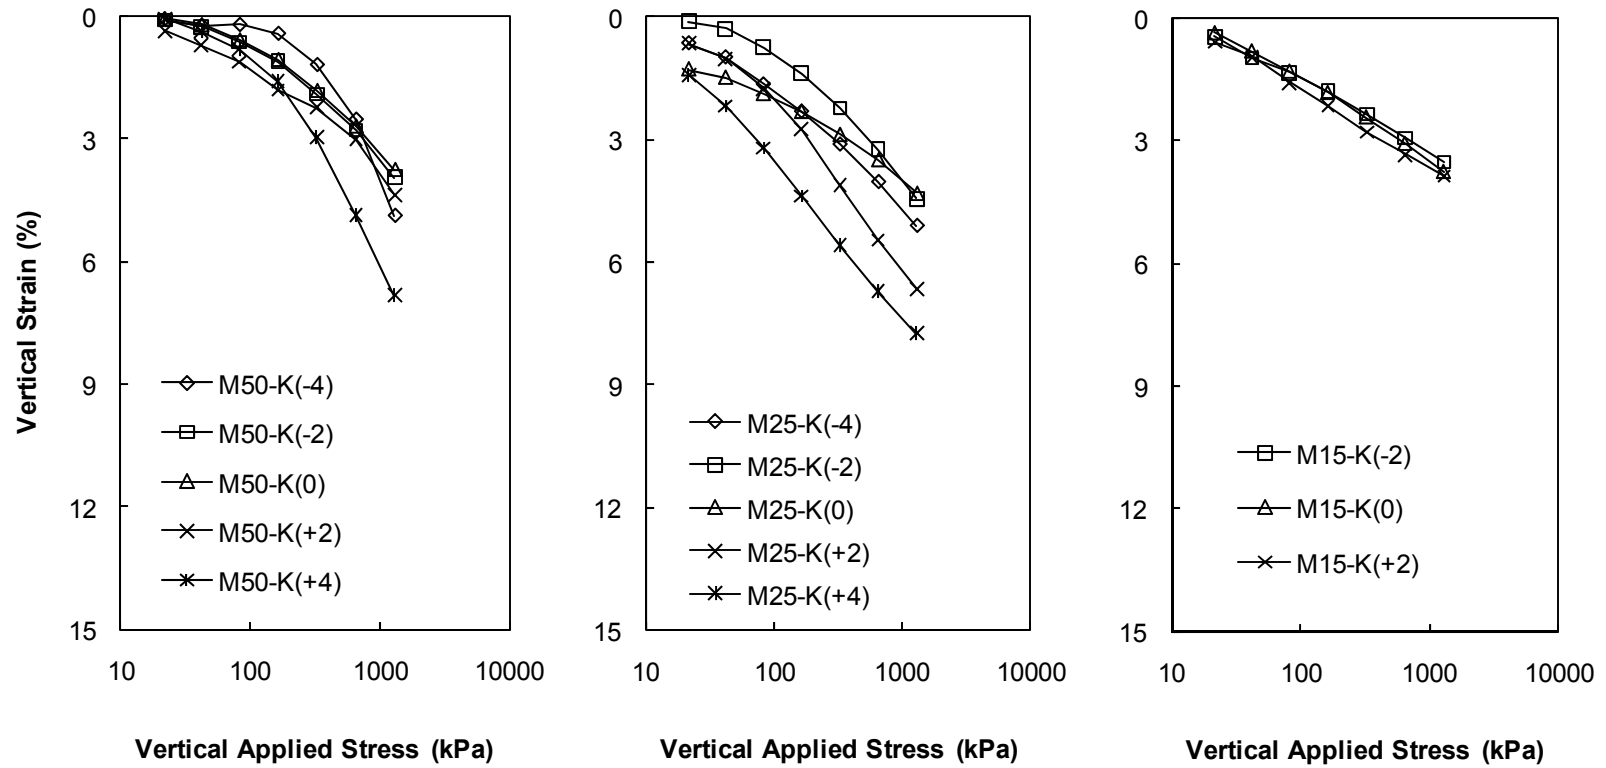 0
3
6
9
12
15
10 100 1000 10000
Vertical Strain (%)
Vertical Applied Stress (kPa)
M50-K(-4)
M50-K(-2)
M50-K(0)
M50-K(+2)
M50-K(+4)
0
3
6
9
12
15
10 100 1000 10000
Vertical Applied Stress (kPa)
M25-K(-4)
M25-K(-2)
M25-K(0)
M25-K(+2)
M25-K(+4)
0
3
6
9
12
15
10 100 1000 10000
Vertical Applied Stress (kPa)
M15-K(-2)
M15-K(0)
M15-K(+2)